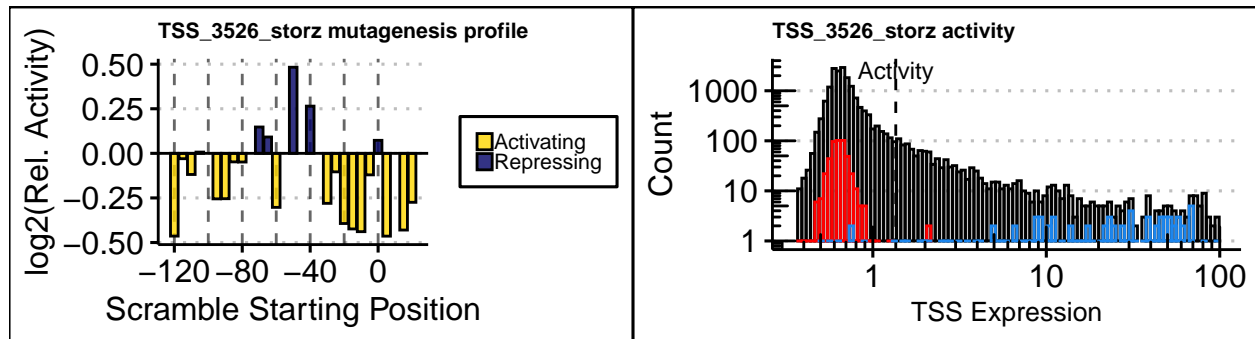 TSS_3526_storz mutagenesis profile
log2(Rel. Activity)
0.50
0.25
0.00
−0.25
−0.50
−120
−80
−40
0
Scramble Starting Position
Activating
Repressing
TSS_3526_storz activity
Activity
Count
1000
100
10
1
1
10
100
TSS Expression